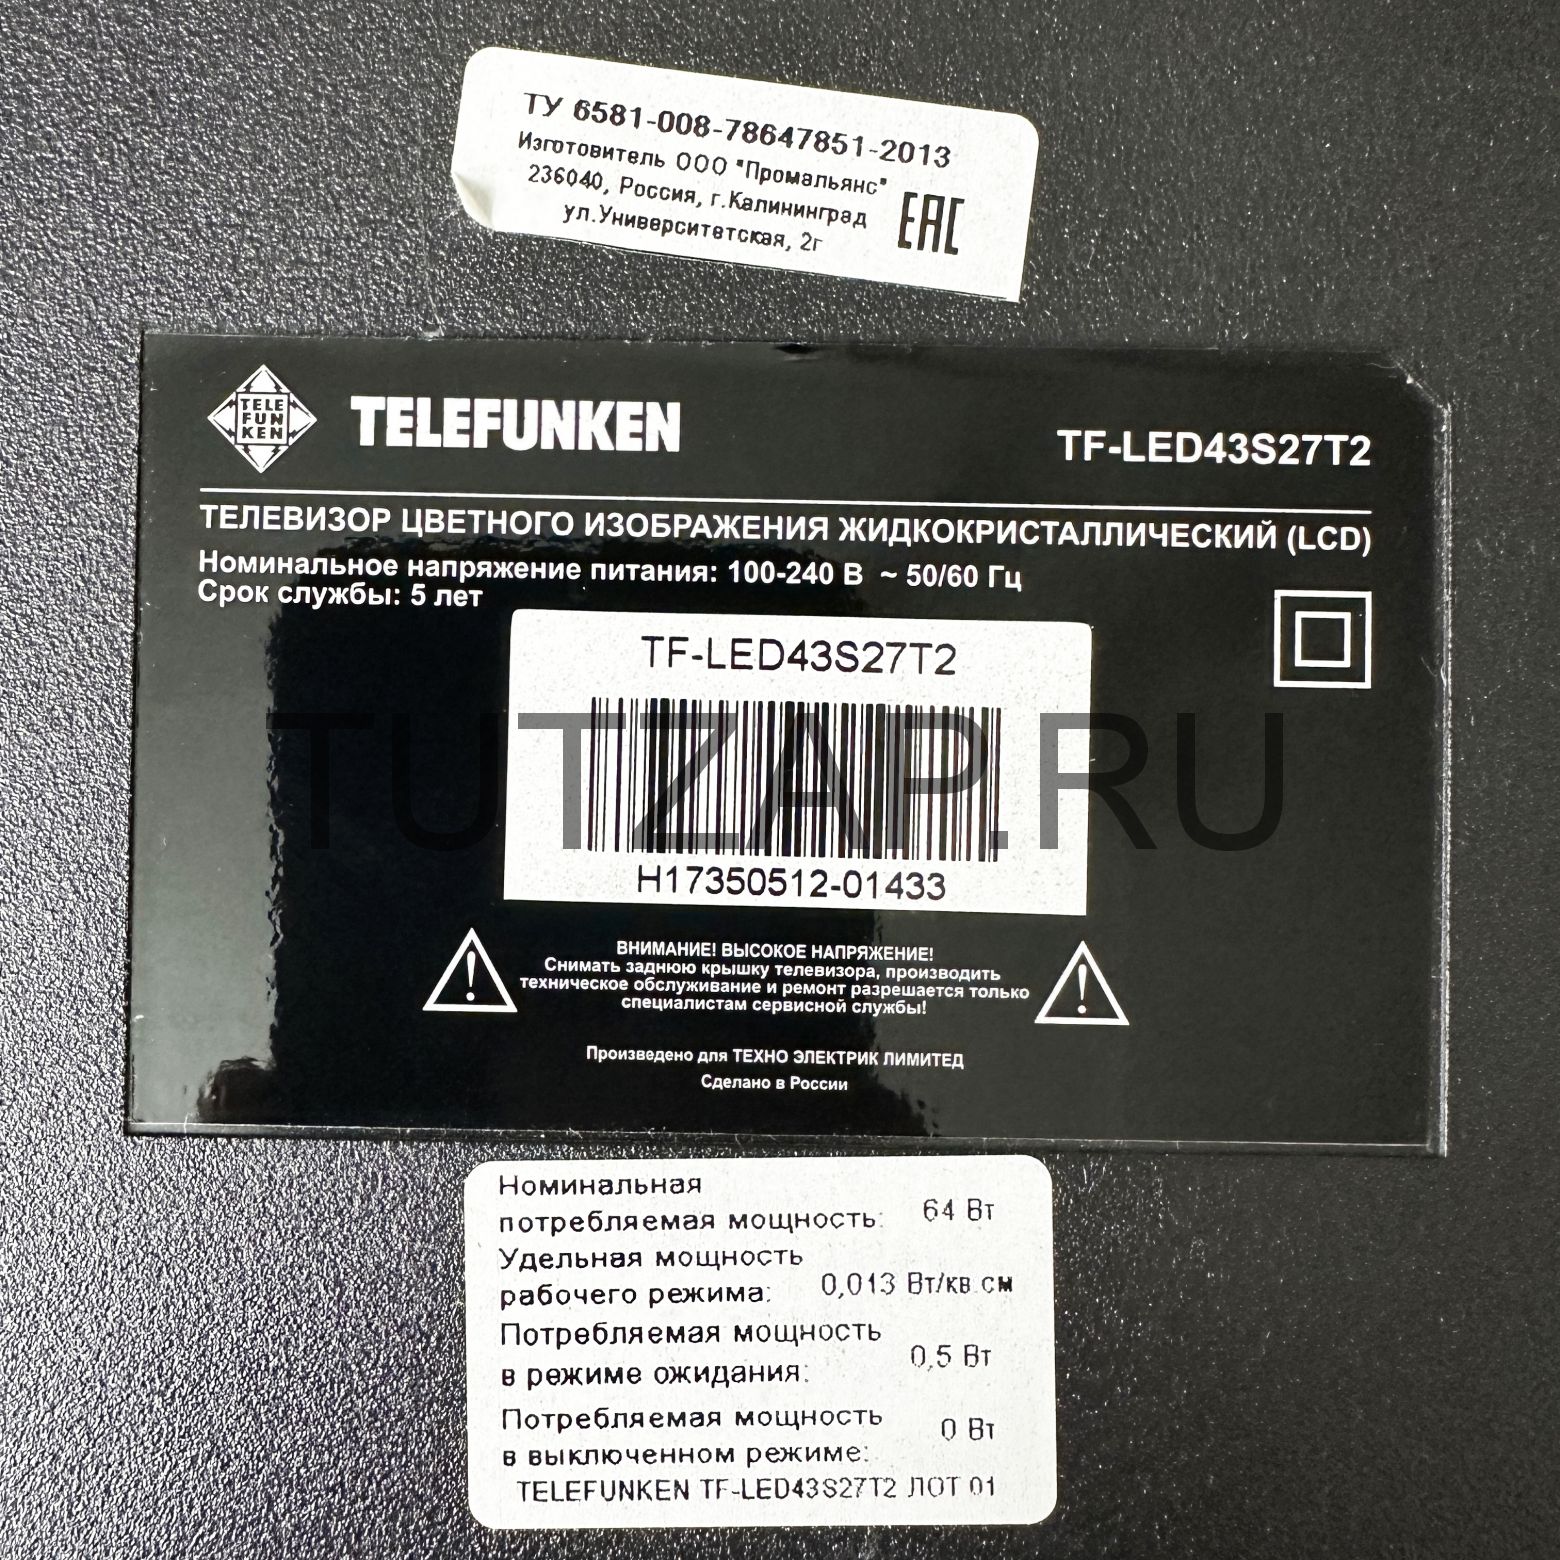 ТУ 6581-008-78647851-2013
Изготовитель ООО "Промальянс"
236040, Россия, г.Калининград
ул.Университетская, 2г
EAC
TELE
FUN
KEN
TELEFUNKEN
TF-LED43S27T2
ТЕЛЕВИЗОР ЦВЕТНОГО ИЗОБРАЖЕНИЯ ЖИДКОКРИСТАЛЛИЧЕСКИЙ (LCD)
Номинальное напряжение питания: 100-240 В ~ 50/60 Гц
Срок службы: 5 лет
TF-LED43S27T2
TUTZAP.RU
H17350512-01433
ВНИМАНИЕ! ВЫСОКОЕ НАПРЯЖЕНИЕ!
Снимать заднюю крышку телевизора, производить
техническое обслуживание и ремонт разрешается только
специалистам сервисной службы!
Произведено для ТЕХНО ЭЛЕКТРИК ЛИМИТЕД
Сделано в России
Номинальная
потребляемая мощность: 64 Вт
Удельная мощность
рабочего режима: 0,013 Вт/кв.см
Потребляемая мощность
в режиме ожидания: 0,5 Вт
Потребляемая мощность
в выключенном режиме: 0 Вт
TELEFUNKEN TF-LED43S27T2 ЛОТ 01